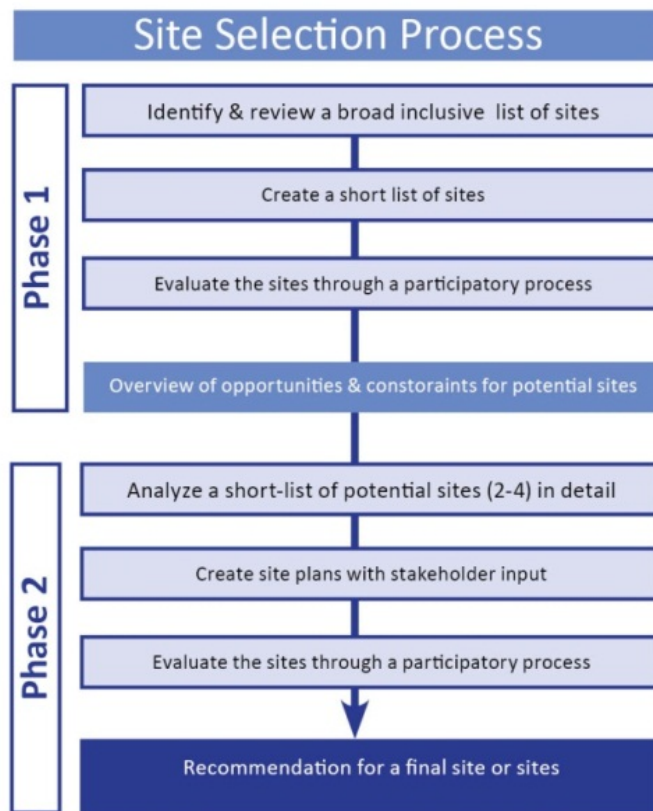 Site Selection Process
Phase 1
Identify & review a broad inclusive list of sites
Create a short list of sites
Evaluate the sites through a participatory process
Overview of opportunities & constoraints for potential sites
Phase 2
Analyze a short-list of potential sites (2-4) in detail
Create site plans with stakeholder input
Evaluate the sites through a participatory process
Recommendation for a final site or sites